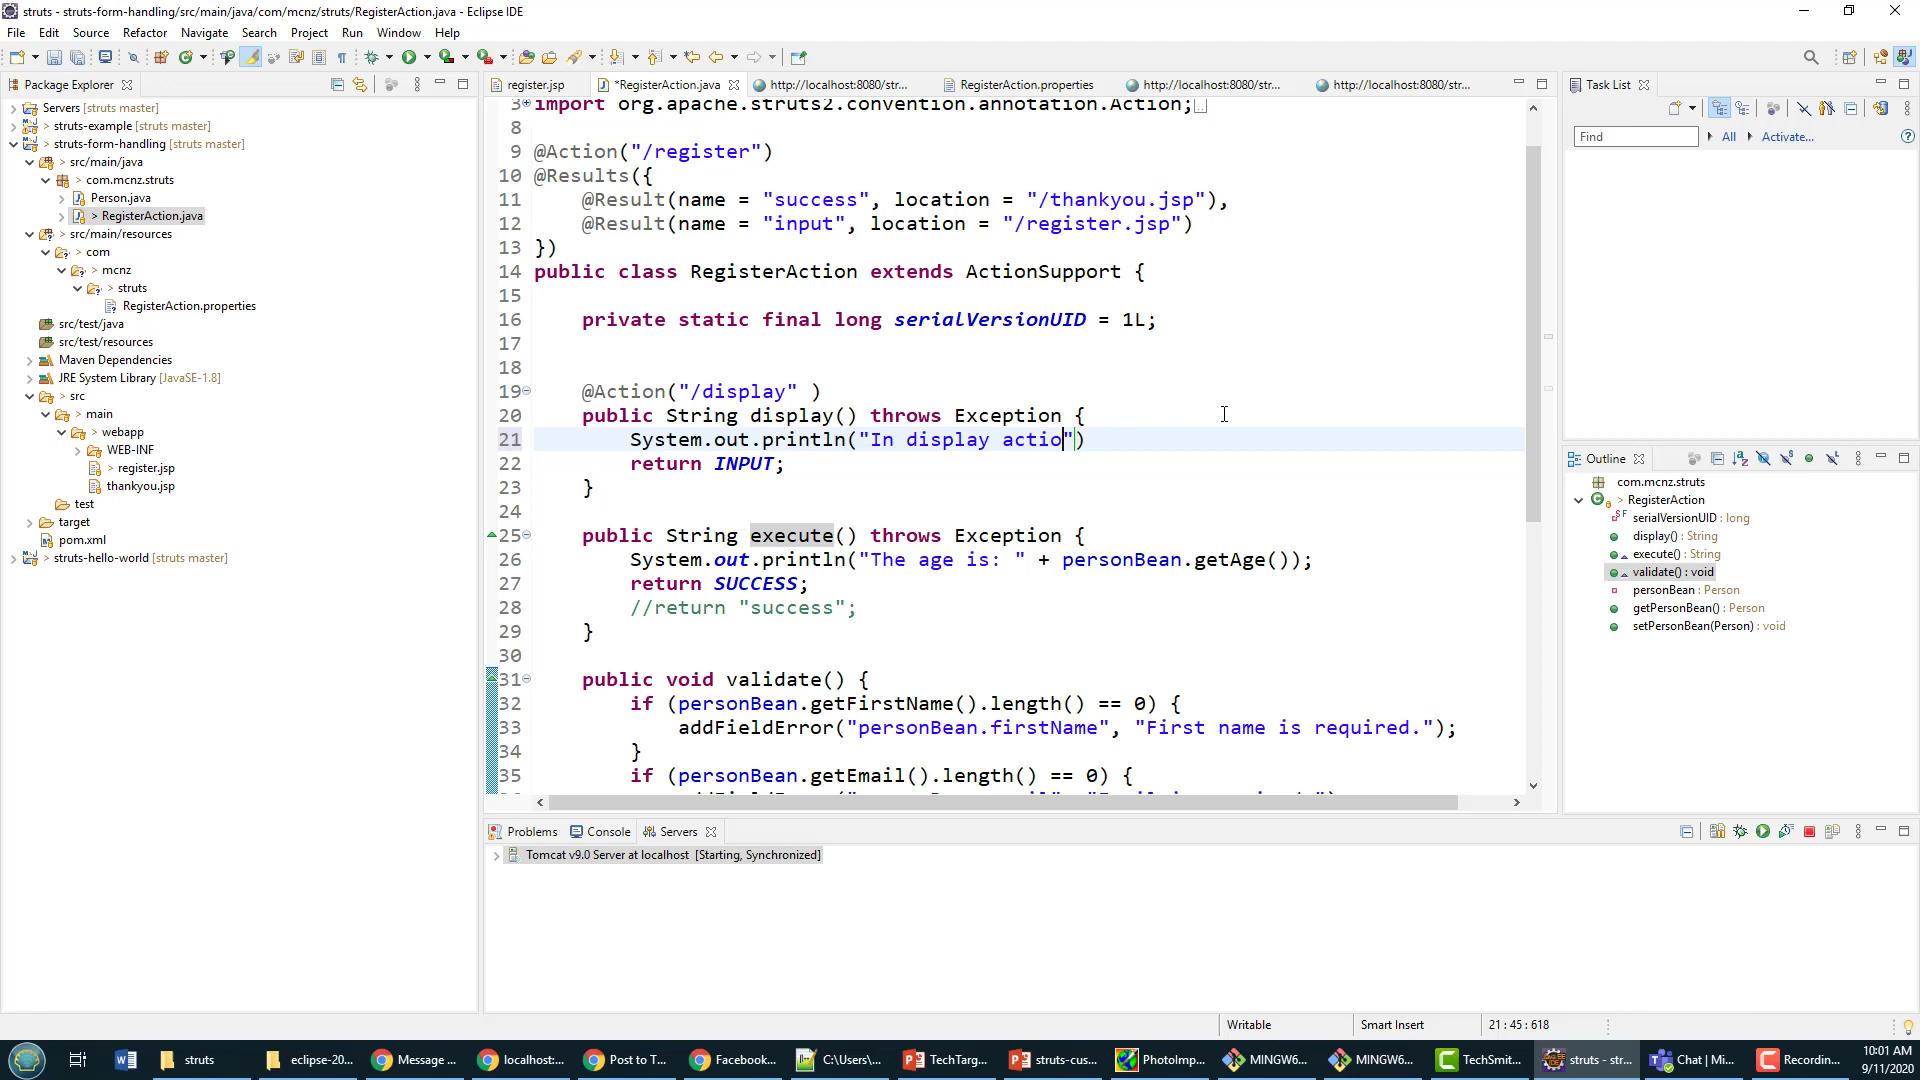 struts - struts-form-handling/src/main/java/com/mcnz/struts/RegisterAction.java - Eclipse IDE
File Edit Source Refactor Navigate Search Project Run Window Help
Package Explorer
Servers [struts master]
> struts-example [struts master]
> struts-form-handling [struts master]
> src/main/java
> com.mcnz.struts
Person.java
> RegisterAction.java
> src/main/resources
> com
> mcnz
> struts
RegisterAction.properties
src/test/java
src/test/resources
Maven Dependencies
JRE System Library [JavaSE-1.8]
> src
> main
> webapp
WEB-INF
> register.jsp
thankyou.jsp
test
target
pom.xml
> struts-hello-world [struts master]
register.jsp
*RegisterAction.java
http://localhost:8080/str...
RegisterAction.properties
http://localhost:8080/str...
http://localhost:8080/str...
3 import org.apache.struts2.convention.annotation.Action;
8
9 @Action("/register")
10 @Results({
11 @Result(name = "success", location = "/thankyou.jsp"),
12 @Result(name = "input", location = "/register.jsp")
13 })
14 public class RegisterAction extends ActionSupport {
15
16 private static final long serialVersionUID = 1L;
17
18
19 @Action("/display" )
20 public String display() throws Exception {
21 System.out.println("In display actio")
22 return INPUT;
23 }
24
25 public String execute() throws Exception {
26 System.out.println("The age is: " + personBean.getAge());
27 return SUCCESS;
28 //return "success";
29 }
30
31 public void validate() {
32 if (personBean.getFirstName().length() == 0) {
33 addFieldError("personBean.firstName", "First name is required.");
34 }
35 if (personBean.getEmail().length() == 0) {
Problems Console Servers
Tomcat v9.0 Server at localhost [Starting, Synchronized]
Task List
Find All Activate...
Outline
com.mcnz.struts
> RegisterAction
serialVersionUID : long
display() : String
execute() : String
validate() : void
personBean : Person
getPersonBean() : Person
setPersonBean(Person) : void
Writable Smart Insert 21 : 45 : 618
struts
eclipse-20...
Message ...
localhost:...
Post to T...
Facebook...
C:\Users\...
TechTarg...
struts-cus...
PhotoImp...
MINGW6...
MINGW6...
TechSmit...
struts - str...
Chat | Mi...
Recordin...
10:01 AM
9/11/2020